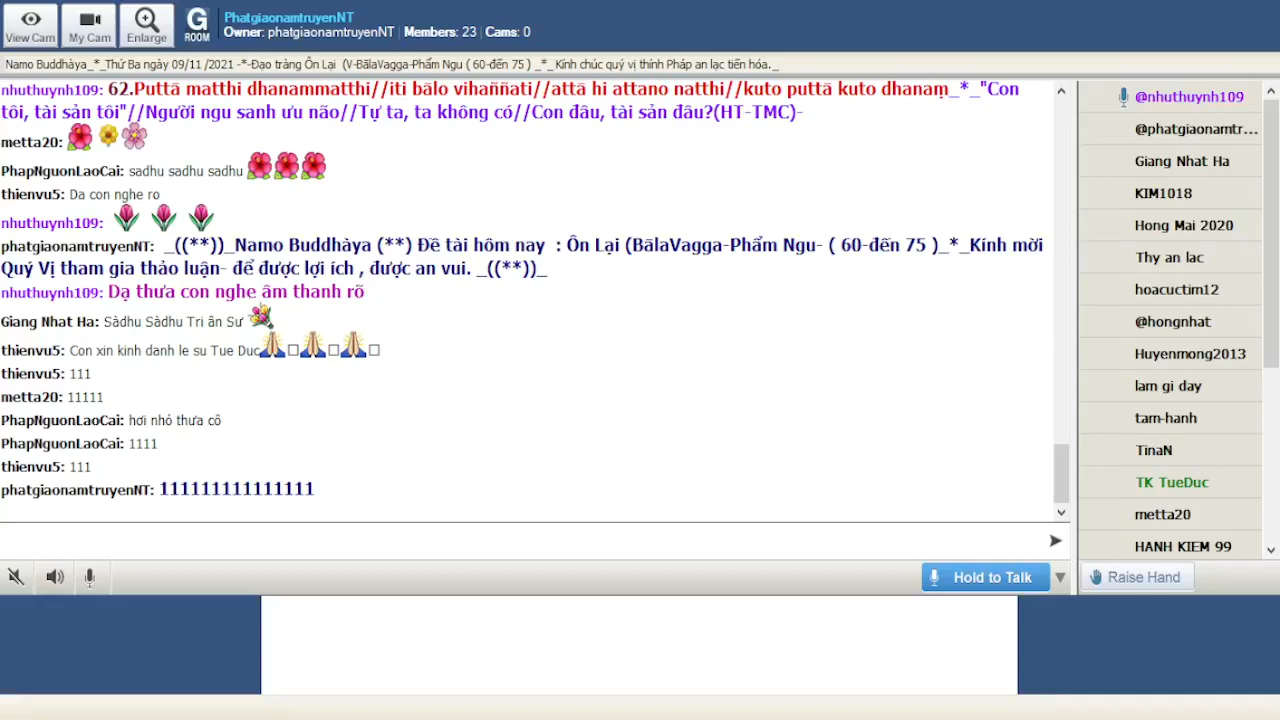 View Cam
My Cam
Enlarge
G
ROOM
PhatgiaonamtruyenNT
Owner: phatgiaonamtruyenNT | Members: 23 | Cams: 0
Namo Buddhàya_*_Thứ Ba ngày 09/11 /2021 -*-Đạo tràng Ôn Lại (V-BãlaVagga-Phẩm Ngu ( 60-đến 75 ) _*_Kính chúc quý vị thính Pháp an lạc tiến hóa._
nhuthuynh109: 62.Puttā matthi dhanammatthi//iti bālo vihaññati//attā hi attano natthi//kuto puttā kuto dhanaṃ_*_"Con
tôi, tài sản tôi"//Người ngu sanh ưu não//Tự ta, ta không có//Con đâu, tài sản đâu?(HT-TMC)-
metta20:
PhapNguonLaoCai: sadhu sadhu sadhu
thienvu5: Da con nghe ro
nhuthuynh109:
phatgiaonamtruyenNT: _((**))_Namo Buddhàya (**) Đề tài hôm nay : Ôn Lại (BãlaVagga-Phẩm Ngu- ( 60-đến 75 )_*_Kính mời
Quý Vị tham gia thảo luận- để được lợi ích , được an vui. _((**))_
nhuthuynh109: Dạ thưa con nghe âm thanh rõ
Giang Nhat Ha: Sàdhu Sàdhu Tri ân Sư
thienvu5: Con xin kinh danh le su Tue Duc
thienvu5: 111
metta20: 11111
PhapNguonLaoCai: hơi nhỏ thưa cô
PhapNguonLaoCai: 1111
thienvu5: 111
phatgiaonamtruyenNT: 111111111111111
Hold to Talk
@nhuthuynh109
@phatgiaonamtr...
Giang Nhat Ha
KIM1018
Hong Mai 2020
Thy an lac
hoacuctim12
@hongnhat
Huyenmong2013
lam gi day
tam-hanh
TinaN
TK TueDuc
metta20
HANH KIEM 99
Raise Hand